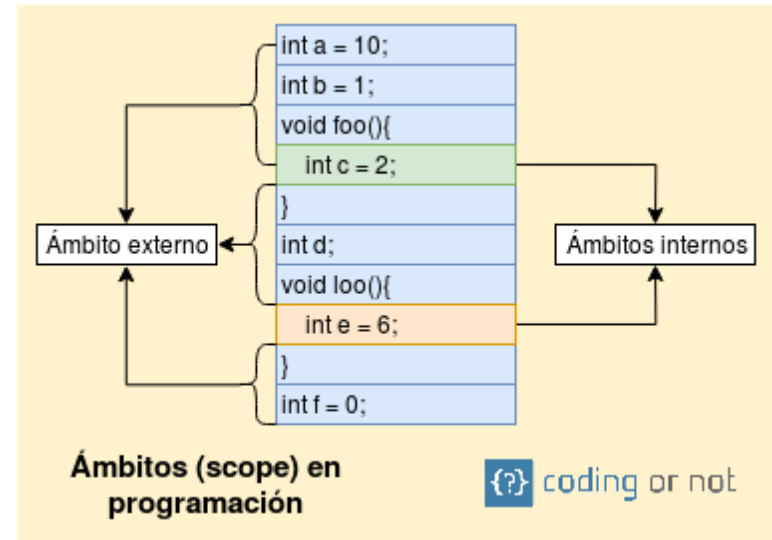 int a = 10;
int b = 1;
void foo(){
int c = 2;
}
Ámbito externo
int d;
Ámbitos internos
void loo(){
int e = 6;
}
int f = 0;
Ámbitos (scope) en
programación
{?} coding or not